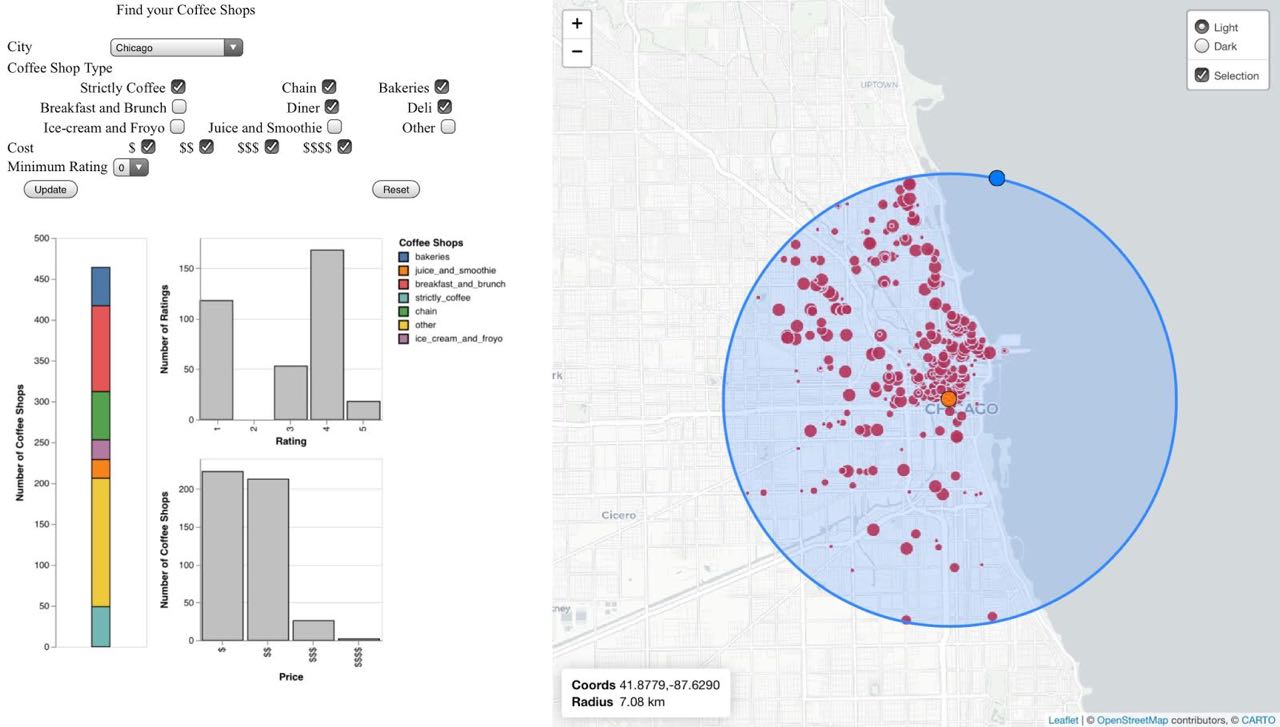 Find your Coffee Shops
City Chicago
Coffee Shop Type
Strictly Coffee Chain Bakeries
Breakfast and Brunch Diner Deli
Ice-cream and Froyo Juice and Smoothie Other
Cost $ $$ $$$ $$$$
Minimum Rating 0
Update Reset
Number of Coffee Shops
500
450
400
350
300
250
200
150
100
50
0
Number of Ratings
150
100
50
0
1 2 3 4 5
Rating
Coffee Shops
bakeries
juice_and_smoothie
breakfast_and_brunch
strictly_coffee
chain
other
ice_cream_and_froyo
Number of Coffee Shops
200
150
100
50
0
$ $$ $$$ $$$$
Price
+
−
Light
Dark
Selection
UPTOWN
rk
CHICAGO
Cicero
ney
Coords 41.8779,-87.6290
Radius 7.08 km
Leaflet | © OpenStreetMap contributors, © CARTO